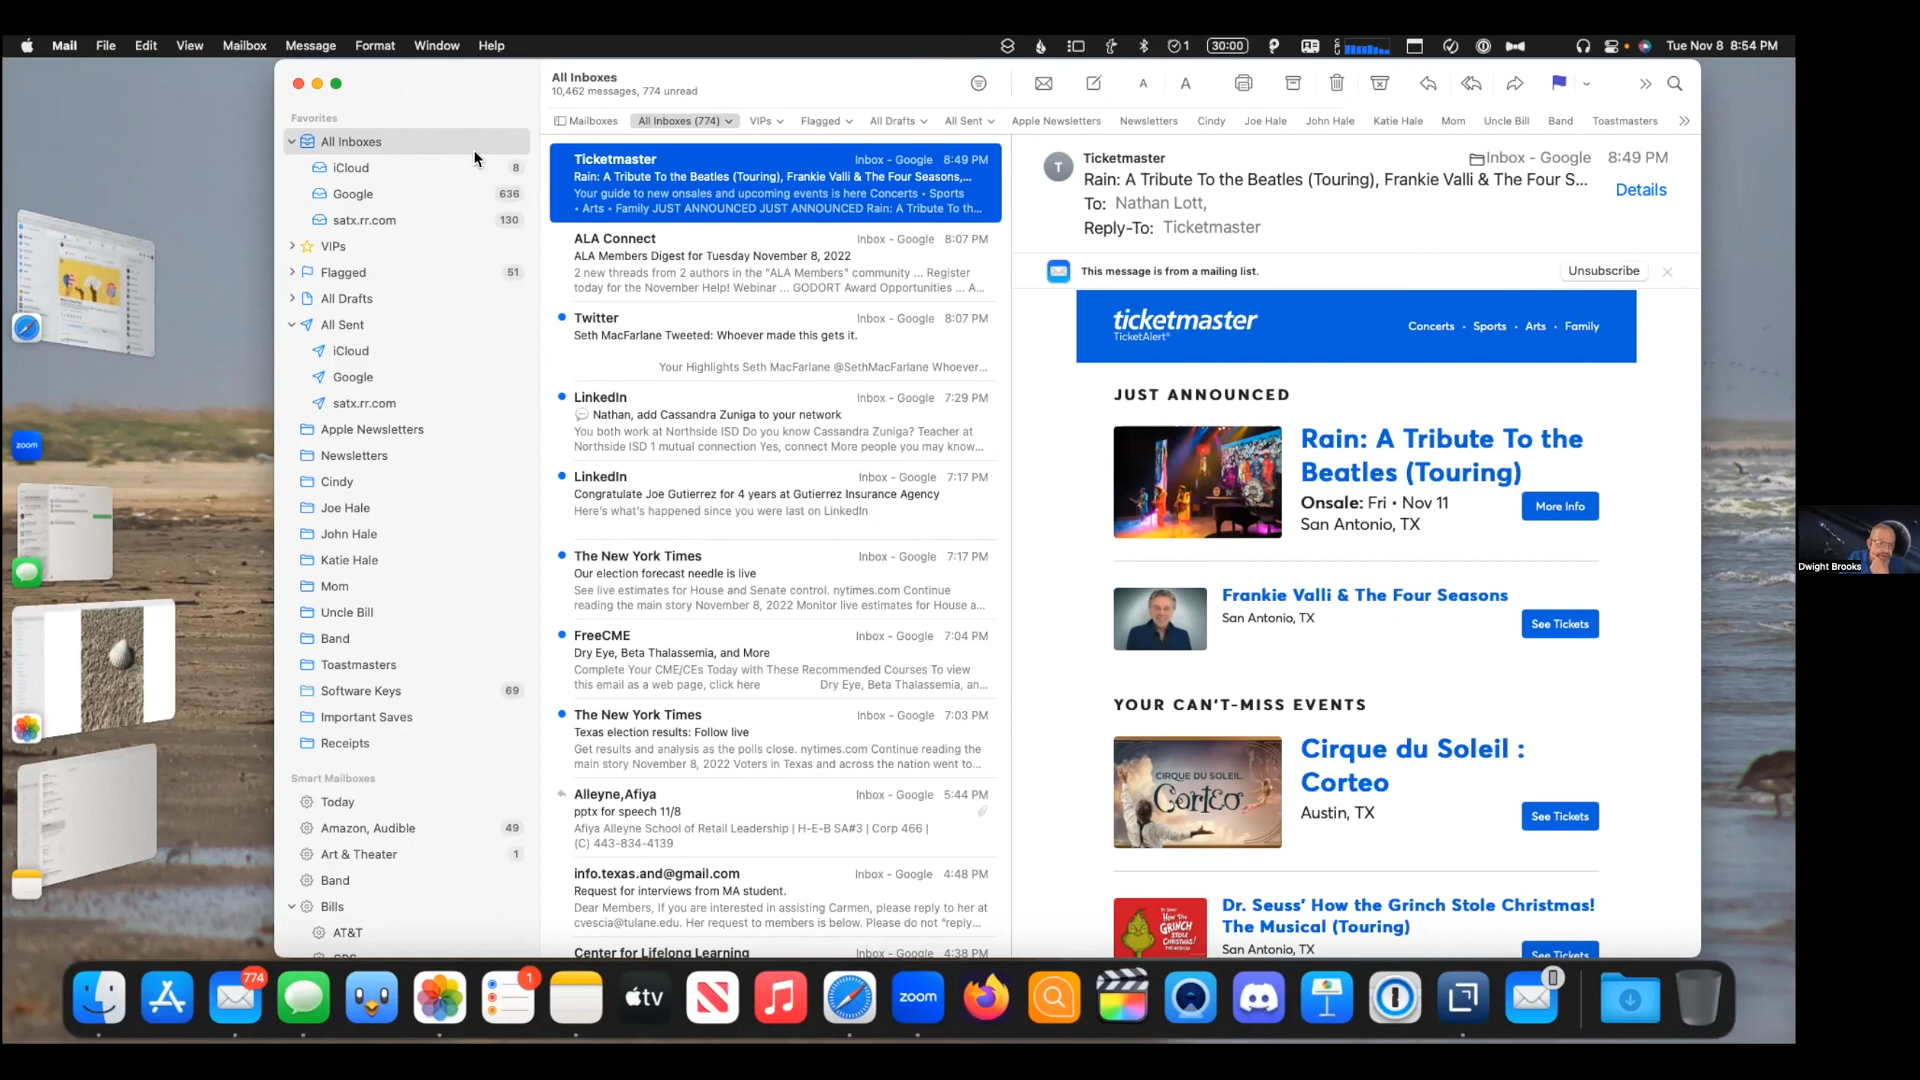 Mail File Edit View Mailbox Message Format Window Help
1 30:00 Tue Nov 8 8:54 PM
Favorites
All Inboxes
iCloud 8
Google 636
satx.rr.com 130
VIPs
Flagged 51
All Drafts
All Sent
iCloud
Google
satx.rr.com
Apple Newsletters
Newsletters
Cindy
Joe Hale
John Hale
Katie Hale
Mom
Uncle Bill
Band
Toastmasters
Software Keys 69
Important Saves
Receipts
Smart Mailboxes
Today
Amazon, Audible 49
Art & Theater 1
Band
Bills
AT&T
All Inboxes
10,462 messages, 774 unread
Mailboxes All Inboxes (774) VIPs Flagged All Drafts All Sent Apple Newsletters Newsletters Cindy Joe Hale John Hale Katie Hale Mom Uncle Bill Band Toastmasters
Ticketmaster Inbox - Google 8:49 PM
Rain: A Tribute To the Beatles (Touring), Frankie Valli & The Four Seasons,...
Your guide to new onsales and upcoming events is here Concerts • Sports
• Arts • Family JUST ANNOUNCED JUST ANNOUNCED Rain: A Tribute To th...
ALA Connect Inbox - Google 8:07 PM
ALA Members Digest for Tuesday November 8, 2022
2 new threads from 2 authors in the "ALA Members" community ... Register
today for the November Help! Webinar ... GODORT Award Opportunities ... A...
Twitter Inbox - Google 8:07 PM
Seth MacFarlane Tweeted: Whoever made this gets it.
Your Highlights Seth MacFarlane @SethMacFarlane Whoever...
LinkedIn Inbox - Google 7:29 PM
Nathan, add Cassandra Zuniga to your network
You both work at Northside ISD Do you know Cassandra Zuniga? Teacher at
Northside ISD 1 mutual connection Yes, connect More people you may know...
LinkedIn Inbox - Google 7:17 PM
Congratulate Joe Gutierrez for 4 years at Gutierrez Insurance Agency
Here's what's happened since you were last on LinkedIn
The New York Times Inbox - Google 7:17 PM
Our election forecast needle is live
See live estimates for House and Senate control. nytimes.com Continue
reading the main story November 8, 2022 Monitor live estimates for House a...
FreeCME Inbox - Google 7:04 PM
Dry Eye, Beta Thalassemia, and More
Complete Your CME/CEs Today with These Recommended Courses To view
this email as a web page, click here Dry Eye, Beta Thalassemia, an...
The New York Times Inbox - Google 7:03 PM
Texas election results: Follow live
Get results and analysis as the polls close. nytimes.com Continue reading the
main story November 8, 2022 Voters in Texas and across the nation went to...
Alleyne,Afiya Inbox - Google 5:44 PM
pptx for speech 11/8
Afiya Alleyne School of Retail Leadership | H-E-B SA#3 | Corp 466 |
(C) 443-834-4139
info.texas.and@gmail.com Inbox - Google 4:48 PM
Request for interviews from MA student.
Dear Members, If you are interested in assisting Carmen, please reply to her at
cvescia@tulane.edu. Her request to members is below. Please do not "reply...
Center for Lifelong Learning Inbox - Google 4:38 PM
T
Ticketmaster Inbox - Google 8:49 PM
Rain: A Tribute To the Beatles (Touring), Frankie Valli & The Four S...
Details
To: Nathan Lott,
Reply-To: Ticketmaster
This message is from a mailing list. Unsubscribe
ticketmaster
TicketAlert®
Concerts • Sports • Arts • Family
JUST ANNOUNCED
Rain: A Tribute To the
Beatles (Touring)
Onsale: Fri • Nov 11
San Antonio, TX
More Info
Frankie Valli & The Four Seasons
San Antonio, TX
See Tickets
YOUR CAN'T-MISS EVENTS
CIRQUE DU SOLEIL
Corteo
Cirque du Soleil :
Corteo
Austin, TX
See Tickets
GRINCH
Dr. Seuss' How the Grinch Stole Christmas!
The Musical (Touring)
San Antonio, TX
See Tickets
zoom
Dwight Brooks
774
1
tv
zoom